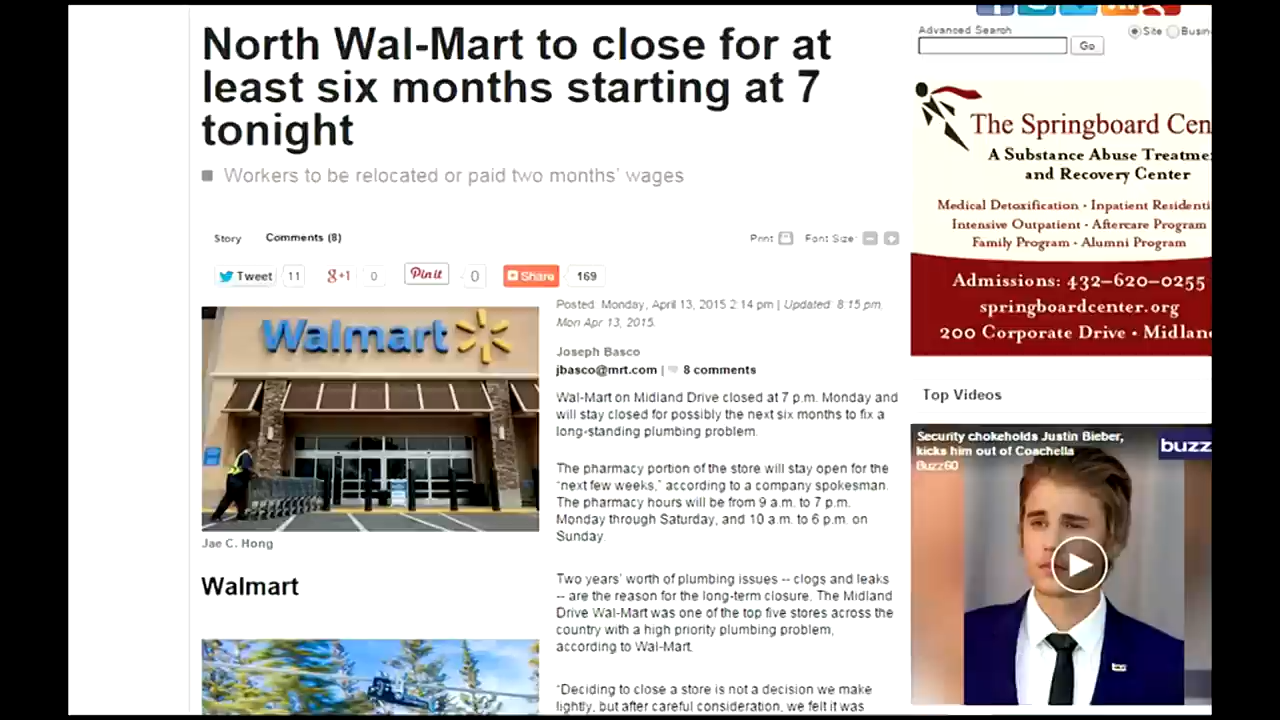 North Wal-Mart to close for at
least six months starting at 7
tonight
Workers to be relocated or paid two months' wages
Story
Comments (8)
Print
Font Size:
Tweet
11
g+1
0
Pin it
0
Share
169
Walmart
Jae C. Hong
Walmart
Posted: Monday, April 13, 2015 2:14 pm | Updated: 8:15 pm,
Mon Apr 13, 2015.
Joseph Basco
jbasco@mrt.com | 8 comments
Wal-Mart on Midland Drive closed at 7 p.m. Monday and
will stay closed for possibly the next six months to fix a
long-standing plumbing problem.
The pharmacy portion of the store will stay open for the
“next few weeks,” according to a company spokesman.
The pharmacy hours will be from 9 a.m. to 7 p.m.
Monday through Saturday, and 10 a.m. to 6 p.m. on
Sunday.
Two years' worth of plumbing issues -- clogs and leaks
-- are the reason for the long-term closure. The Midland
Drive Wal-Mart was one of the top five stores across the
country with a high priority plumbing problem,
according to Wal-Mart.
“Deciding to close a store is not a decision we make
lightly, but after careful consideration, we felt it was
Advanced Search
Site
Busin
Go
The Springboard Cen
A Substance Abuse Treatme
and Recovery Center
Medical Detoxification · Inpatient Residenti
Intensive Outpatient · Aftercare Program
Family Program · Alumni Program
Admissions: 432-620-0255
springboardcenter.org
200 Corporate Drive • Midlan
Top Videos
Security chokeholds Justin Bieber,
kicks him out of Coachella
Buzz60
buzz